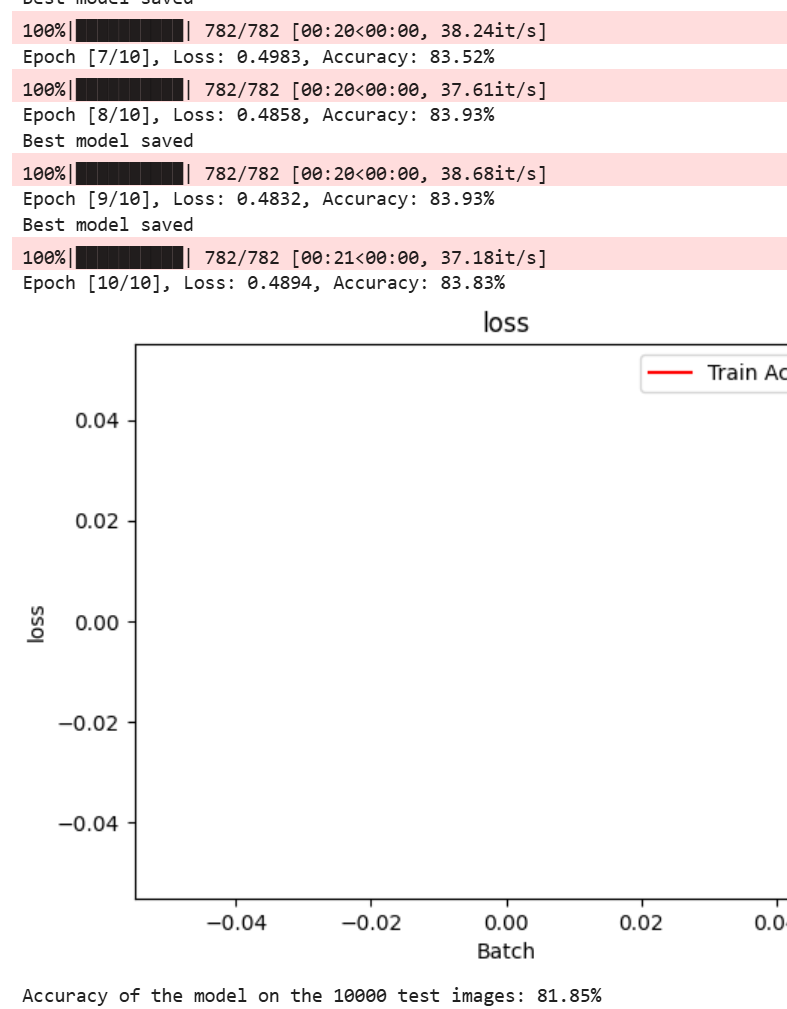 Best model saved
100%|██████████| 782/782 [00:20<00:00, 38.24it/s]
Epoch [7/10], Loss: 0.4983, Accuracy: 83.52%
100%|██████████| 782/782 [00:20<00:00, 37.61it/s]
Epoch [8/10], Loss: 0.4858, Accuracy: 83.93%
Best model saved
100%|██████████| 782/782 [00:20<00:00, 38.68it/s]
Epoch [9/10], Loss: 0.4832, Accuracy: 83.93%
Best model saved
100%|██████████| 782/782 [00:21<00:00, 37.18it/s]
Epoch [10/10], Loss: 0.4894, Accuracy: 83.83%
loss
Train Ac
0.04
0.02
0.00
−0.02
−0.04
loss
−0.04 −0.02 0.00 0.02 0.0
Batch
Accuracy of the model on the 10000 test images: 81.85%